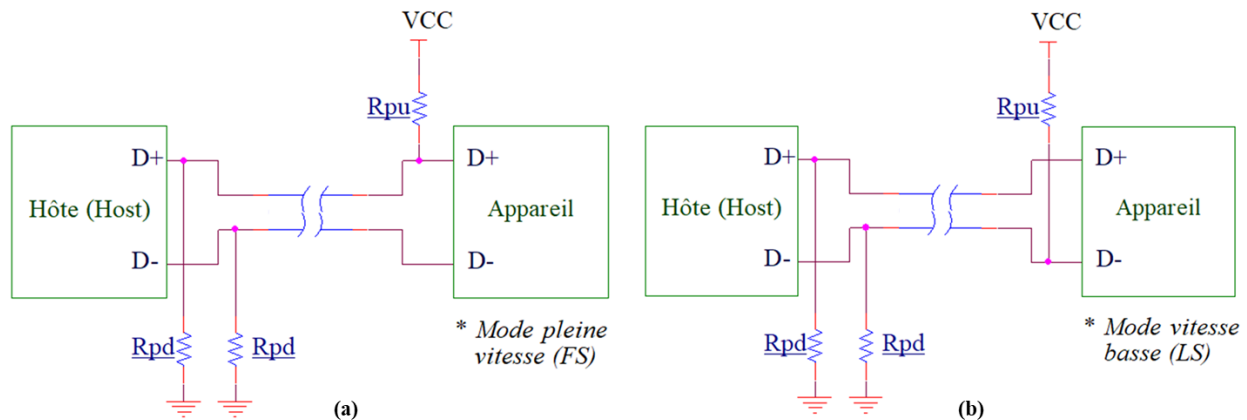 VCC
Rpu
D+
D+
Hôte (Host)
Appareil
D-
D-
* Mode pleine
vitesse (FS)
Rpd
Rpd
(a)
VCC
Rpu
D+
D+
Hôte (Host)
Appareil
D-
D-
* Mode vitesse
basse (LS)
Rpd
Rpd
(b)